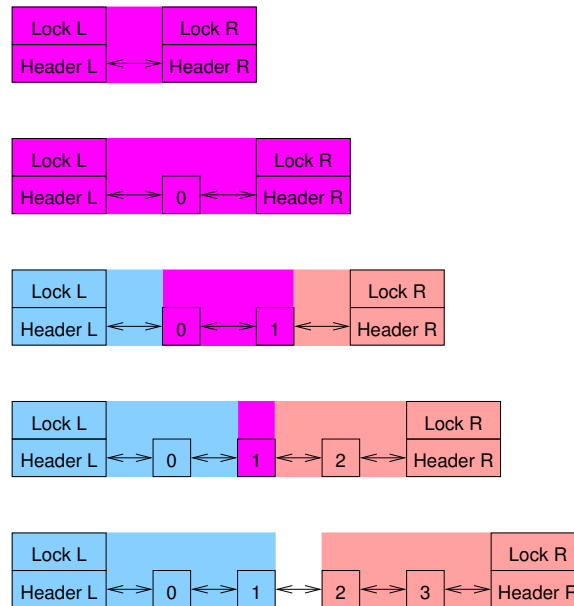 Lock L Lock R
Header L Header R
Lock L Lock R
Header L 0 Header R
Lock L Lock R
Header L 0 1 Header R
Lock L Lock R
Header L 0 1 2 Header R
Lock L Lock R
Header L 0 1 2 3 Header R